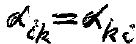 α_{ik} = α_{ki}